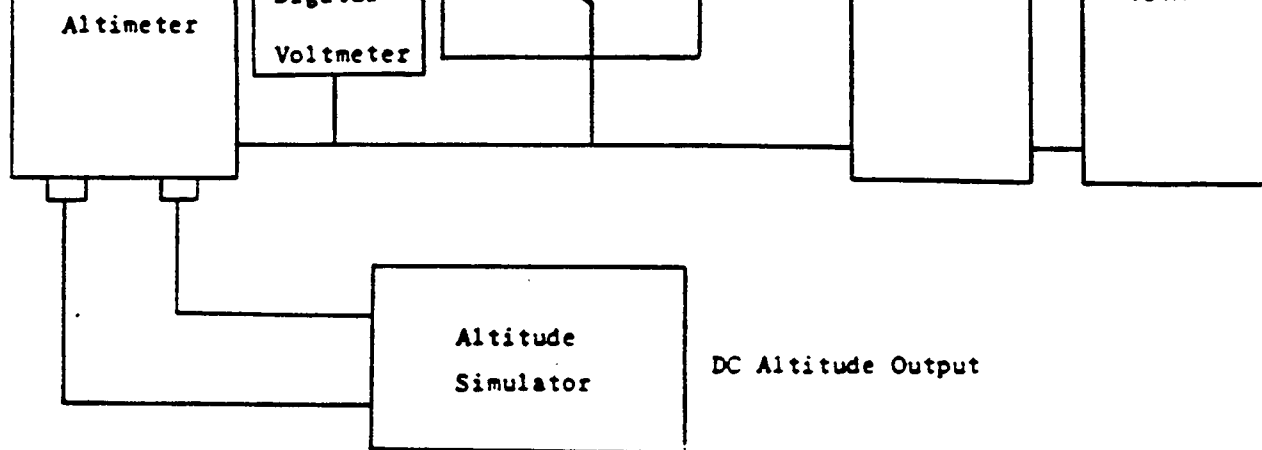 Altimeter
Voltmeter
Altitude
Simulator
DC Altitude Output